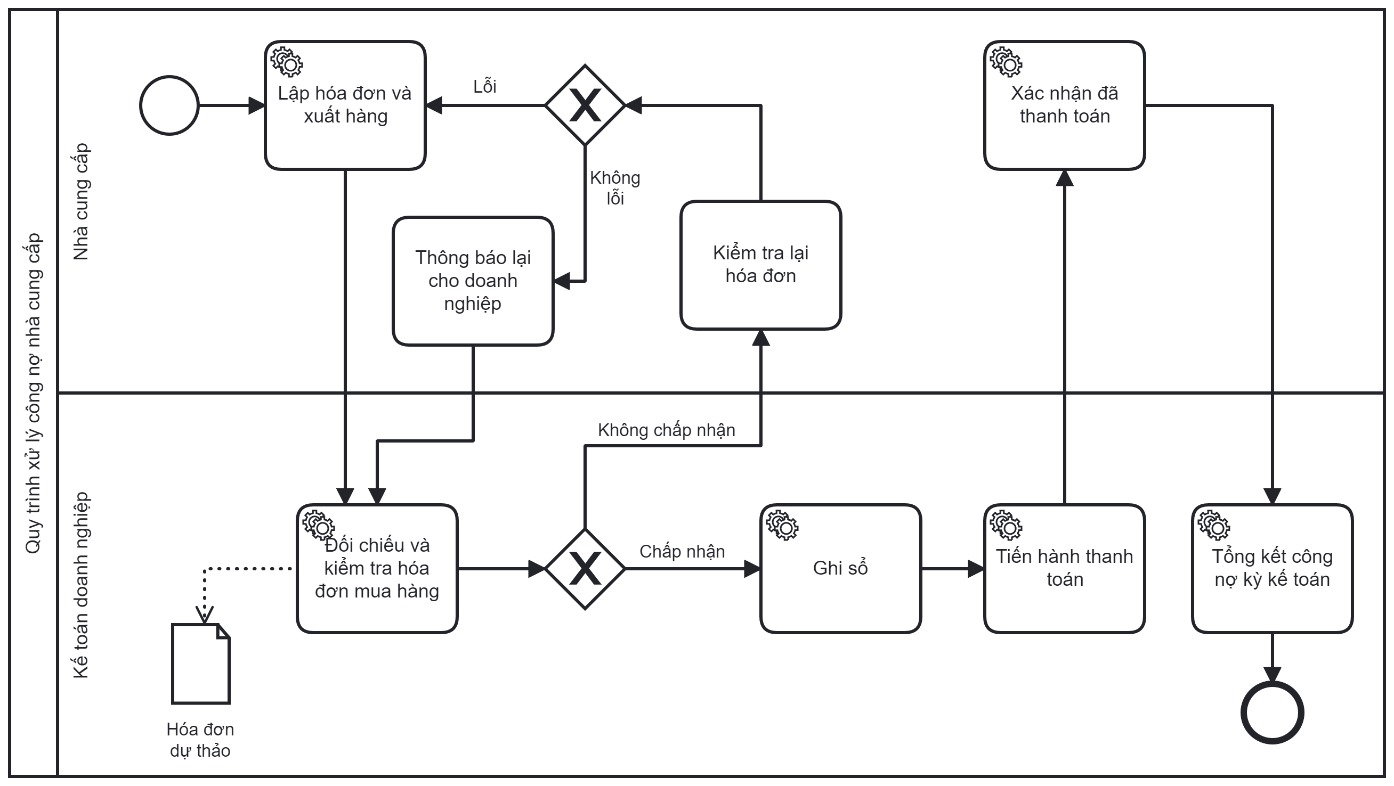 Quy trình xử lý công nợ nhà cung cấp
Nhà cung cấp
Lập hóa đơn và
xuất hàng
Lỗi
Không
lỗi
Thông báo lại
cho doanh
nghiệp
Kiểm tra lại
hóa đơn
Xác nhận đã
thanh toán
Kế toán doanh nghiệp
Không chấp nhận
Đối chiếu và
kiểm tra hóa
đơn mua hàng
Chấp nhận
Ghi sổ
Tiến hành thanh
toán
Tổng kết công
nợ kỳ kế toán
Hóa đơn
dự thảo